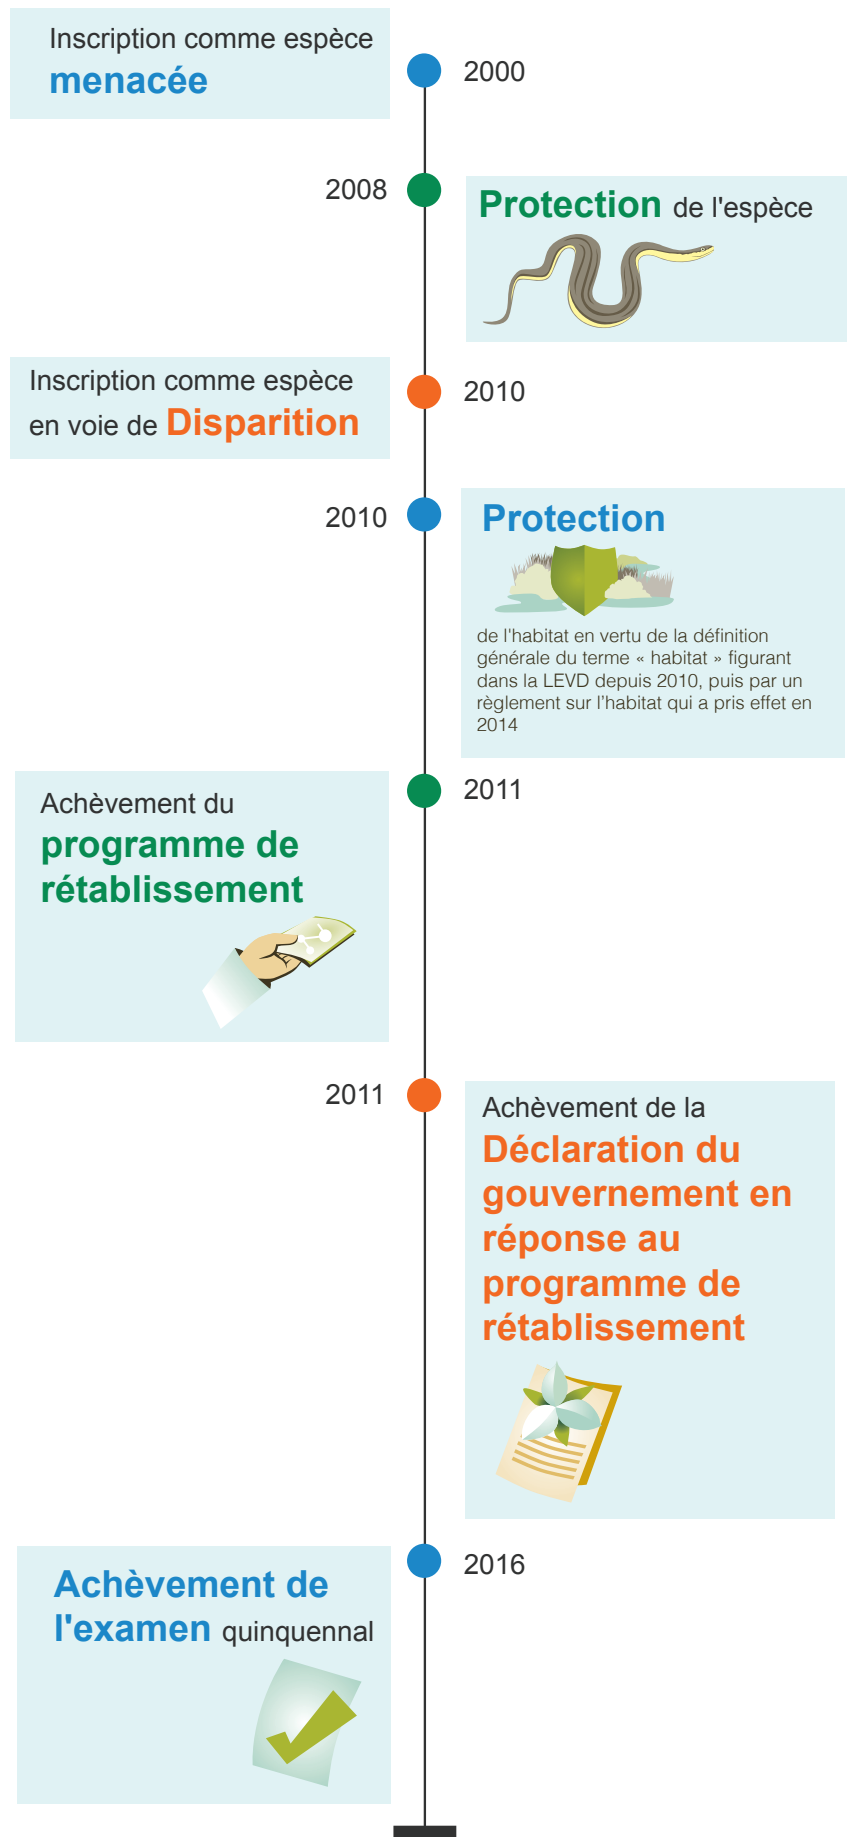 Inscription comme espèce
menacée
2000
2008
Protection de l'espèce
Inscription comme espèce
en voie de Disparition
2010
2010
Protection
de l'habitat en vertu de la définition
générale du terme « habitat » figurant
dans la LEVD depuis 2010, puis par un
règlement sur l'habitat qui a pris effet en
2014
Achèvement du
programme de
rétablissement
2011
2011
Achèvement de la
Déclaration du
gouvernement en
réponse au
programme de
rétablissement
Achèvement de
l'examen quinquennal
2016